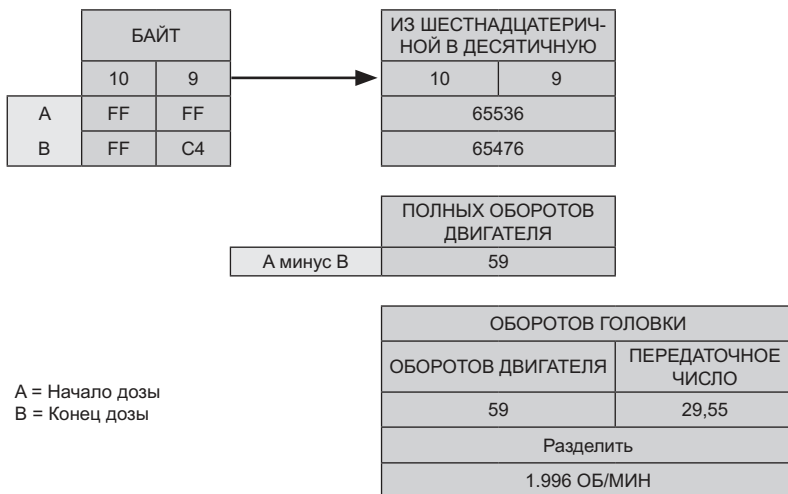 БАЙТ
10 9
A FF FF
B FF C4
ИЗ ШЕСТНАДЦАТЕРИЧ-
НОЙ В ДЕСЯТИЧНУЮ
10 9
65536
65476
ПОЛНЫХ ОБОРОТОВ
ДВИГАТЕЛЯ
А минус В 59
ОБОРОТОВ ГОЛОВКИ
ОБОРОТОВ ДВИГАТЕЛЯ
ПЕРЕДАТОЧНОЕ
ЧИСЛО
59 29,55
Разделить
1.996 ОБ/МИН
А = Начало дозы
В = Конец дозы